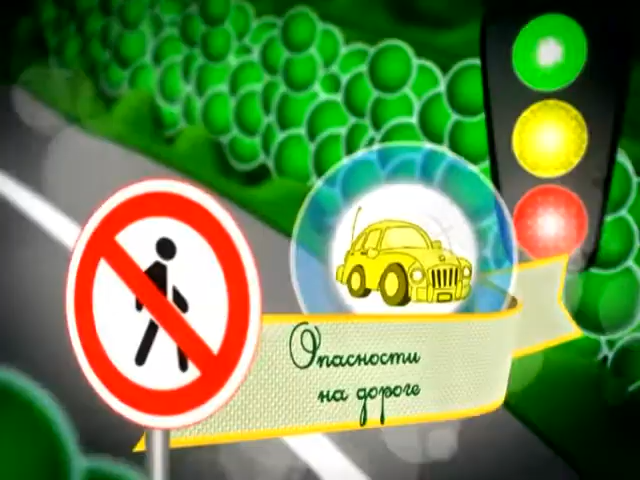 Опасности
на дороге